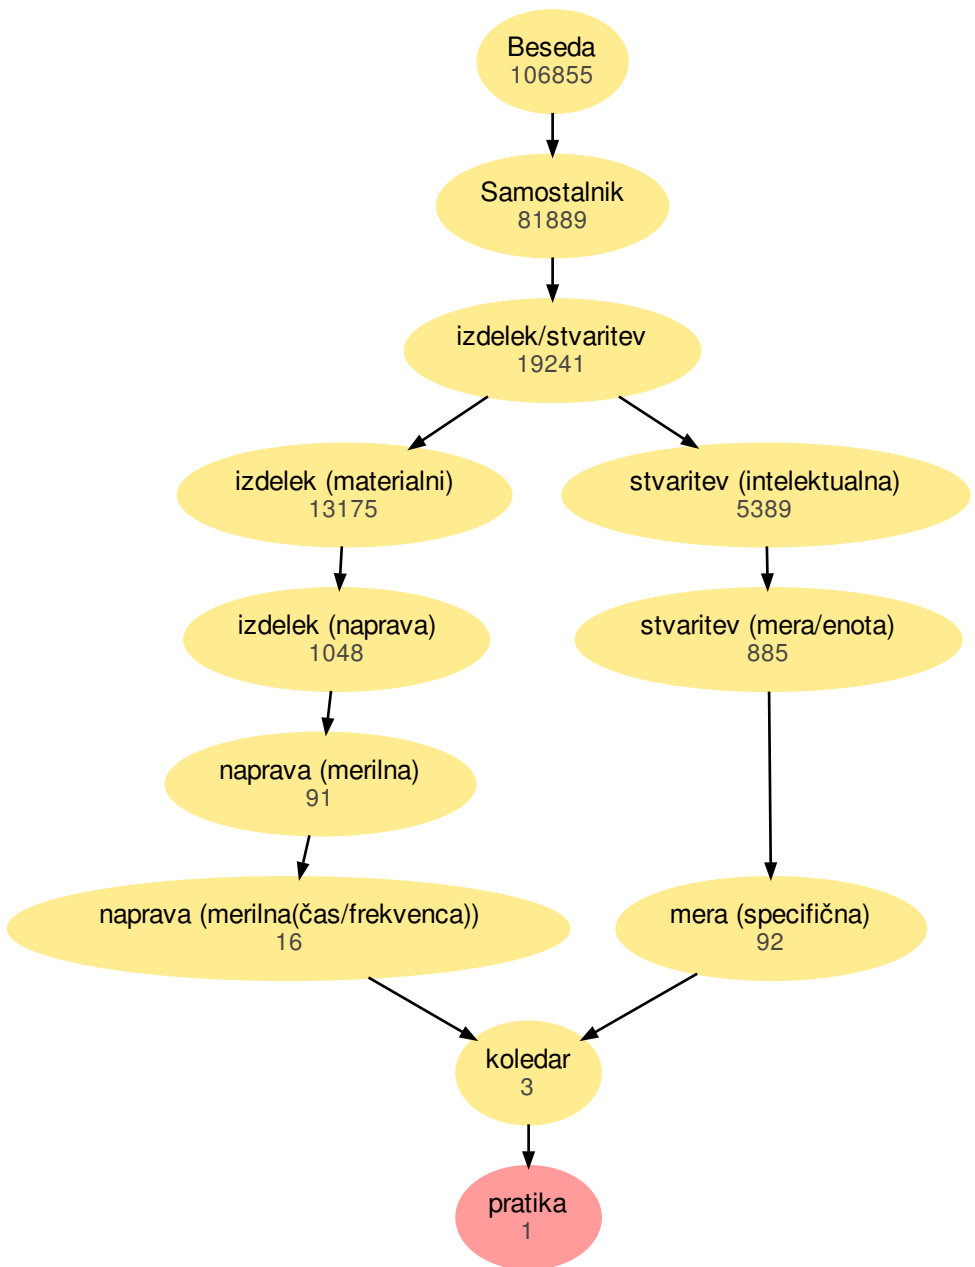 Beseda
106855
Samostalnik
81889
izdelek/stvaritev
19241
izdelek (materialni)
13175
stvaritev (intelektualna)
5389
izdelek (naprava)
1048
stvaritev (mera/enota)
885
naprava (merilna)
91
naprava (merilna(čas/frekvenca))
16
mera (specifična)
92
koledar
3
pratika
1